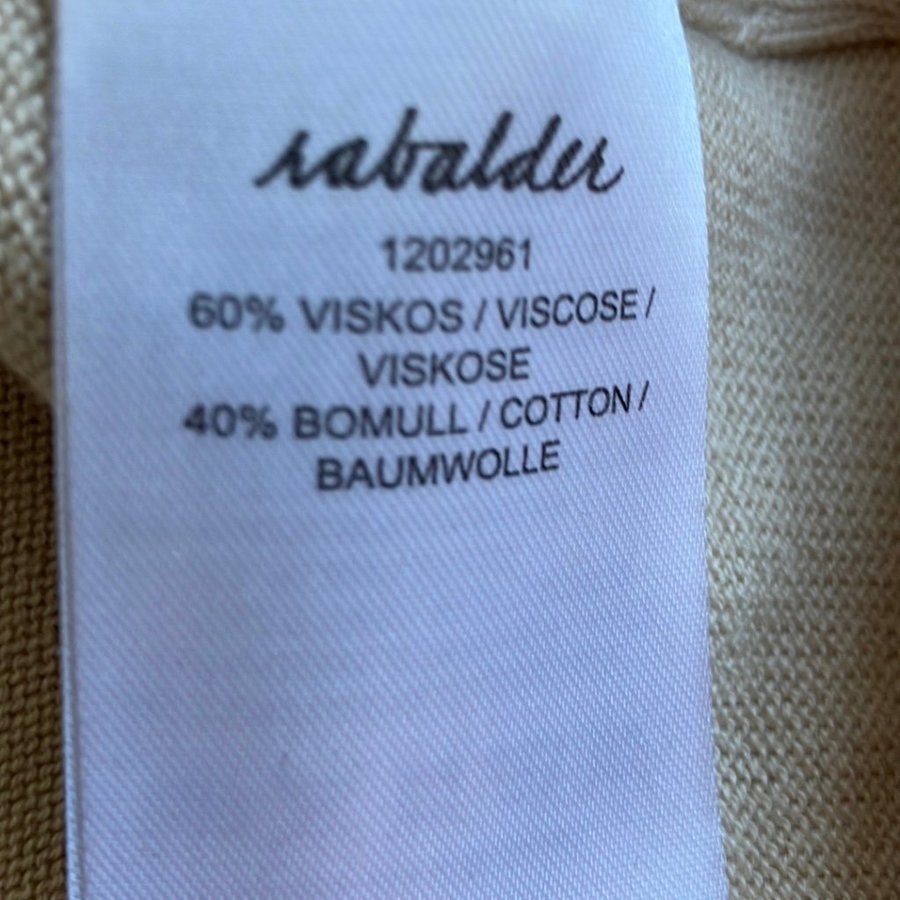 rabalder
1202961
60% VISKOS / VISCOSE /
VISKOSE
40% BOMULL / COTTON /
BAUMWOLLE